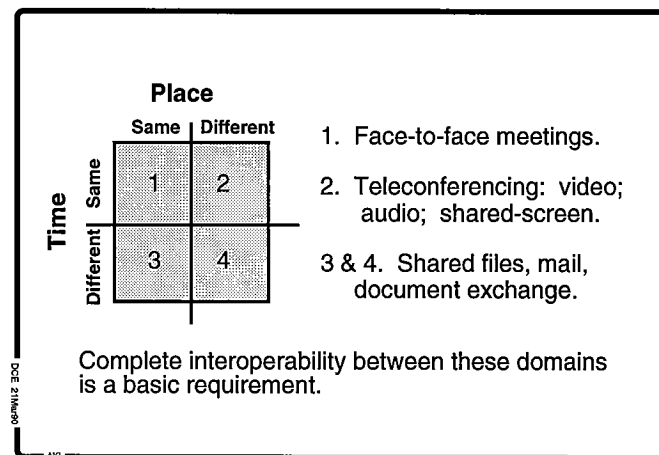 Place
Same Different
Time
Same
Different
1 2
3 4
1. Face-to-face meetings.
2. Teleconferencing: video;
audio; shared-screen.
3 & 4. Shared files, mail,
document exchange.
Complete interoperability between these domains
is a basic requirement.
DCE 21Mar90